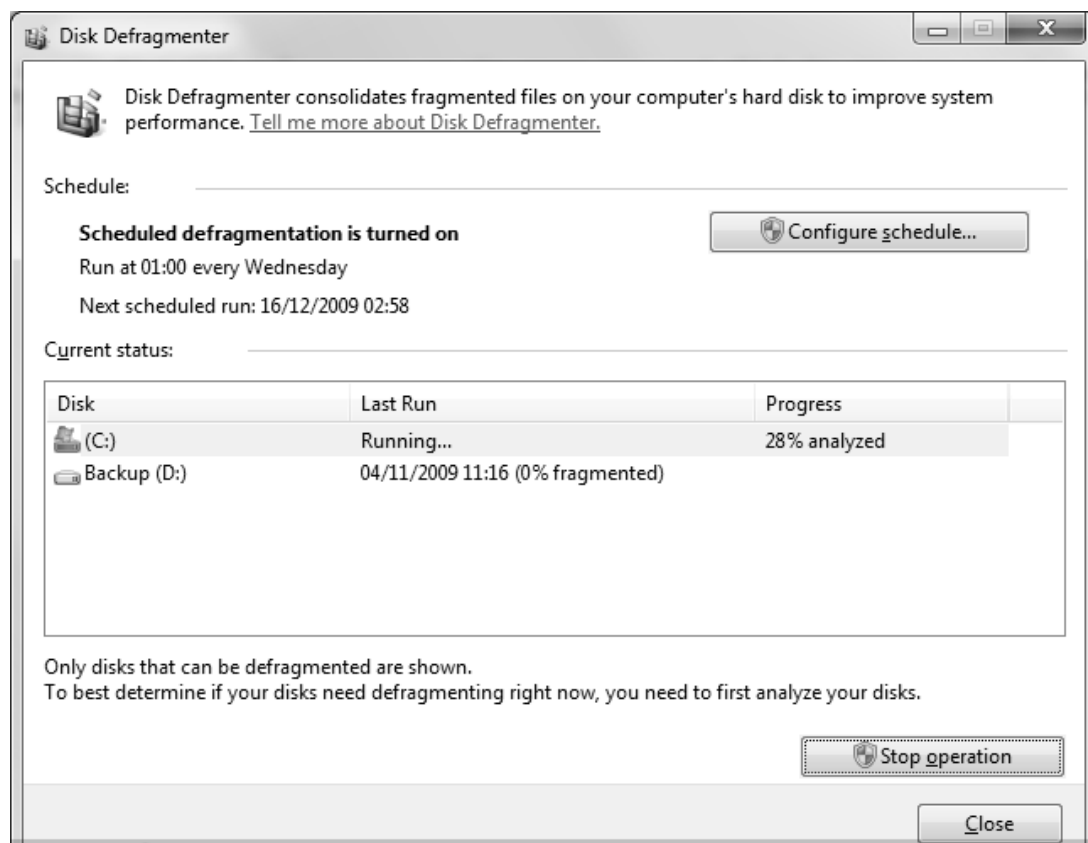 Disk Defragmenter
Disk Defragmenter consolidates fragmented files on your computer's hard disk to improve system
performance. Tell me more about Disk Defragmenter.
Schedule:
Scheduled defragmentation is turned on
Configure schedule...
Run at 01:00 every Wednesday
Next scheduled run: 16/12/2009 02:58
Current status:
Disk Last Run Progress
(C:) Running... 28% analyzed
Backup (D:) 04/11/2009 11:16 (0% fragmented)
Only disks that can be defragmented are shown.
To best determine if your disks need defragmenting right now, you need to first analyze your disks.
Stop operation
Close